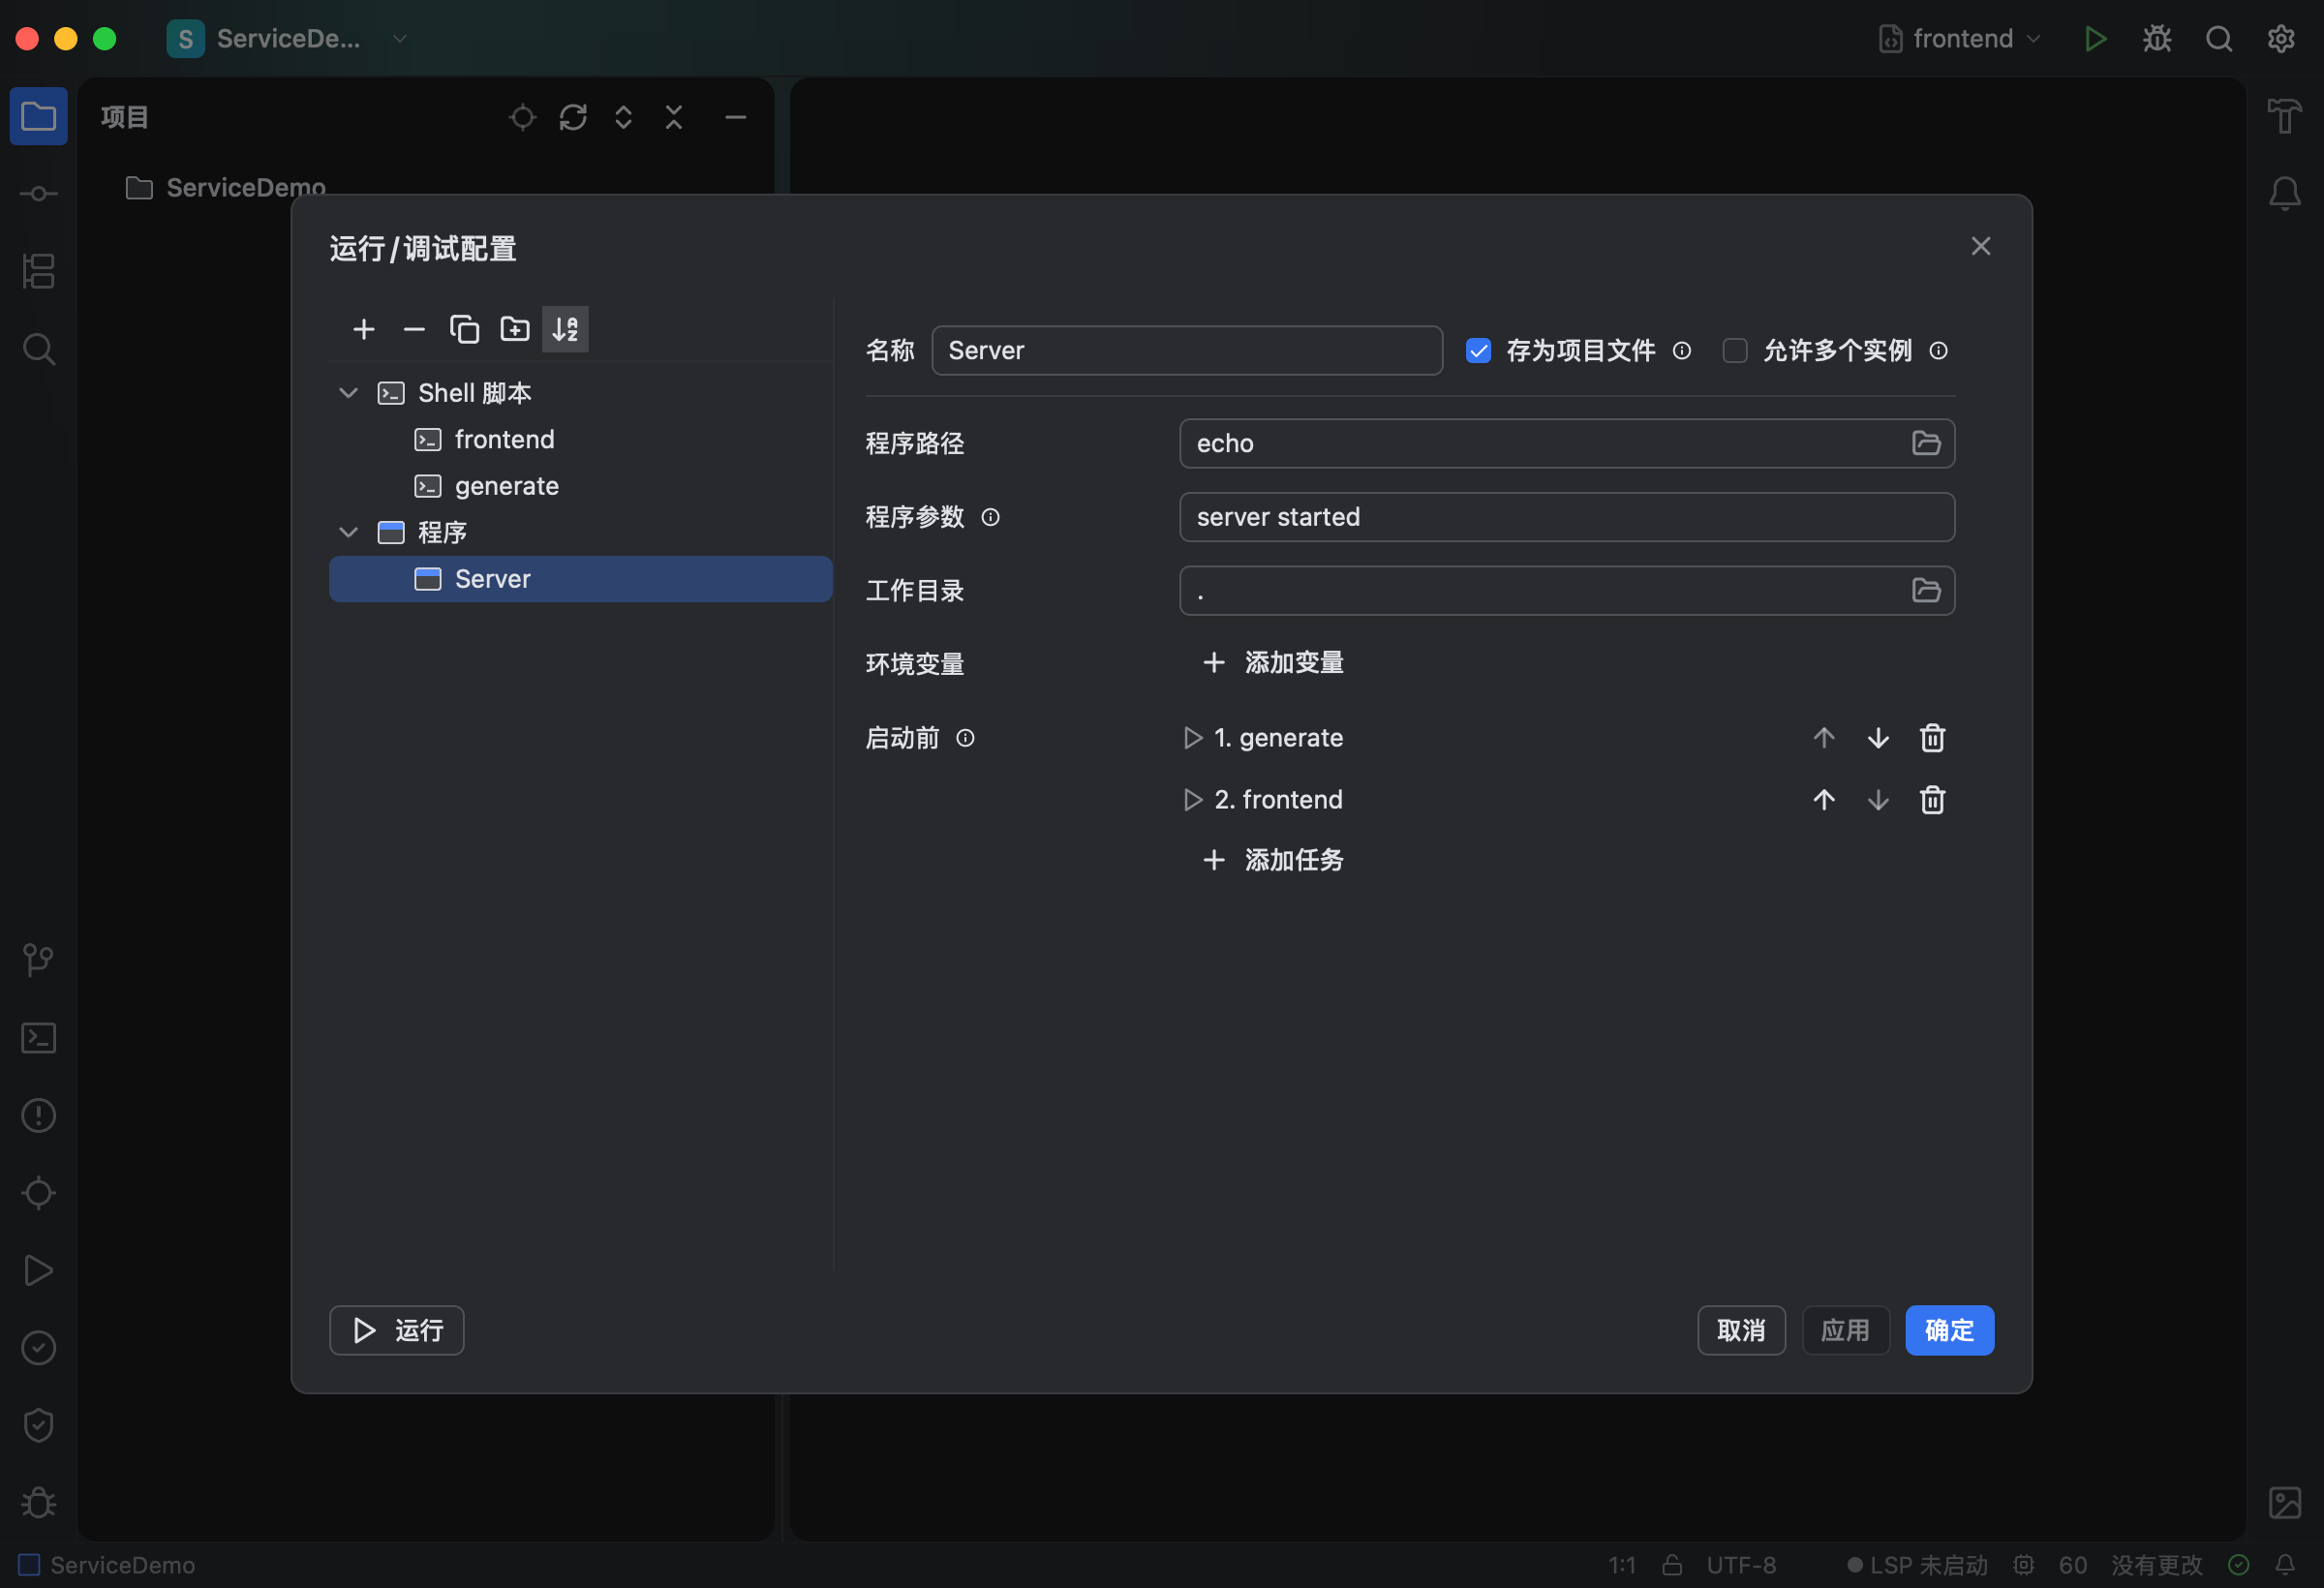 S ServiceDe... frontend
项目
ServiceDemo
运行/调试配置
Shell 脚本
frontend
generate
程序
Server
名称 Server 存为项目文件 允许多个实例
程序路径 echo
程序参数 server started
工作目录 .
环境变量 添加变量
启动前 1. generate
2. frontend
添加任务
运行 取消 应用 确定
ServiceDemo 1:1 UTF-8 LSP 未启动 60 没有更改